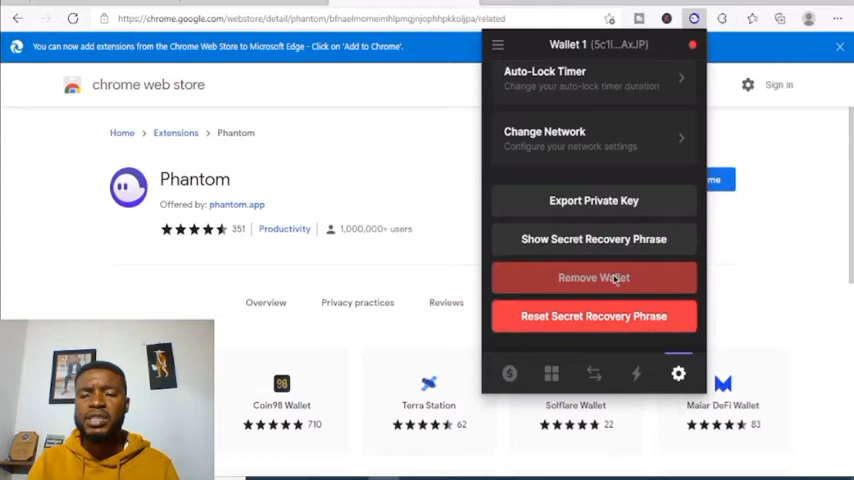 https://chrome.google.com/webstore/detail/phantom/bfnaelmomeimhlpmgjnjophhpkkoljpa/related
You can now add extensions from the Chrome Web Store to Microsoft Edge - Click on 'Add to Chrome'.
chrome web store
Sign in
Home
Extensions
Phantom
Phantom
Offered by: phantom.app
351
Productivity
1,000,000+ users
me
Overview
Privacy practices
Reviews
Wallet 1 (5c1l...AxJP)
Auto-Lock Timer
Change your auto-lock timer duration
Change Network
Configure your network settings
Export Private Key
Show Secret Recovery Phrase
Remove Wallet
Reset Secret Recovery Phrase
Coin98 Wallet
710
Terra Station
62
Solflare Wallet
22
Maiar DeFi Wallet
83